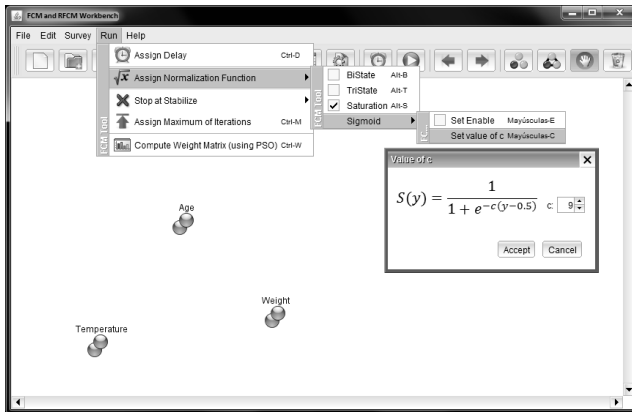 FCM and RFCM Workbench
File Edit Survey Run Help
Assign Delay Ctrl-D
√x Assign Normalization Function
Stop at Stabilize
Assign Maximum of Iterations Ctrl-M
Compute Weight Matrix (using PSO) Ctrl-W
FCM Tool
BiState Alt-B
TriState Alt-T
Saturation Alt-S
Sigmoid
FCM Tool
Set Enable Mayúsculas-E
Set value of c Mayúsculas-C
FC...
Value of c
S(y) = 1 / (1 + e^{-c(y-0.5)}) c: 9
Accept Cancel
Age
Weight
Temperature